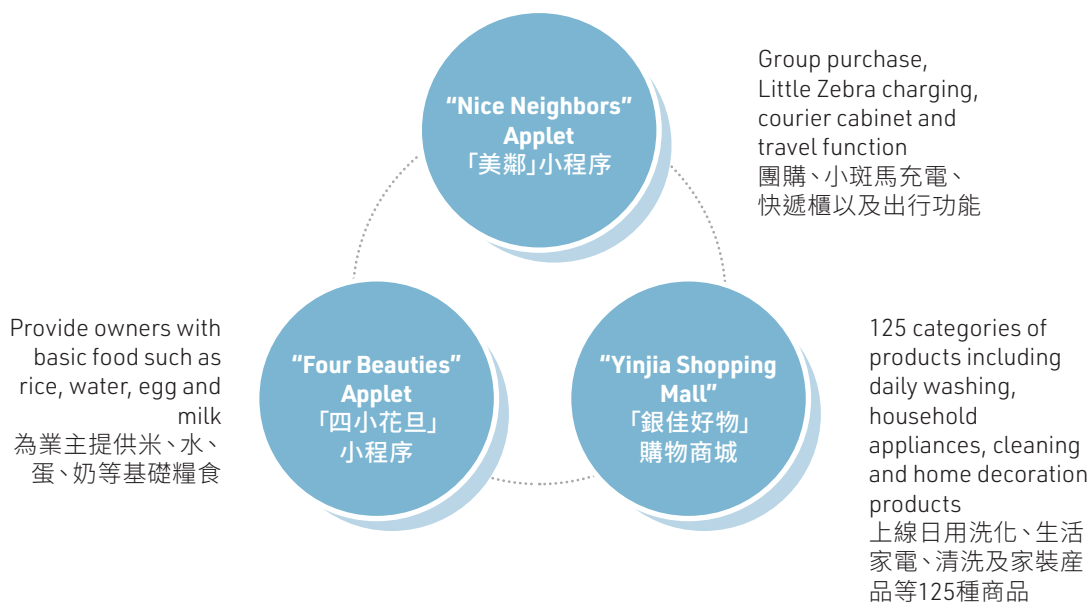 “Nice Neighbors”
Applet
「美鄰」小程序
Group purchase,
Little Zebra charging,
courier cabinet and
travel function
團購、小斑馬充電、
快遞櫃以及出行功能
Provide owners with
basic food such as
rice, water, egg and
milk
為業主提供米、水、
蛋、奶等基礎糧食
“Four Beauties”
Applet
「四小花旦」
小程序
“Yinjia Shopping
Mall”
「銀佳好物」
購物商城
125 categories of
products including
daily washing,
household
appliances, cleaning
and home decoration
products
上線日用洗化、生活
家電、清洗及家裝産
品等125種商品